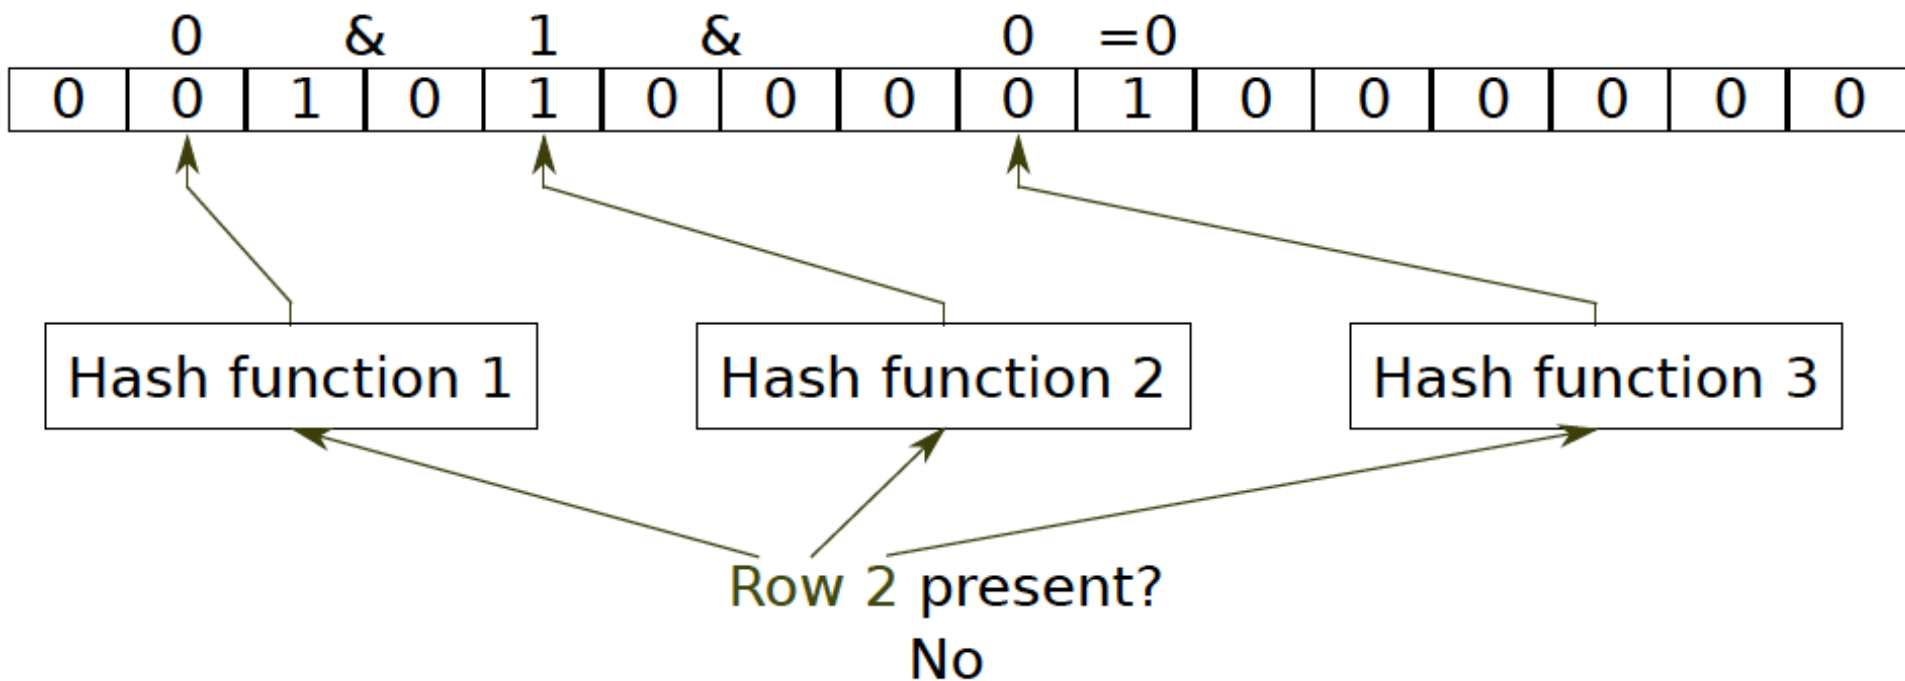 0 & 1 & 0 =0
0 0 1 0 1 0 0 0 0 1 0 0 0 0 0 0
Hash function 1 Hash function 2 Hash function 3
Row 2 present?
No